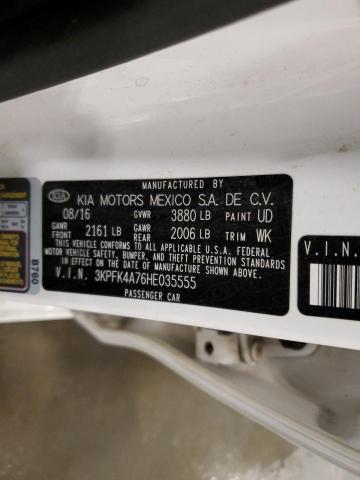 MANUFACTURED BY
KIA KIA MOTORS MEXICO S.A. DE C.V.
08/16 GVWR 3880 LB PAINT UD
GAWR FRONT 2161 LB GAWR REAR 2006 LB TRIM WK
THIS VEHICLE CONFORMS TO ALL APPLICABLE U.S.A. FEDERAL
MOTOR VEHICLE SAFETY, BUMPER, AND THEFT PREVENTION STANDARDS
IN EFFECT ON THE DATE OF MANUFACTURE SHOWN ABOVE.
V.I.N. 3KPFK4A76HE035555
PASSENGER CAR
B760
V.I.N.